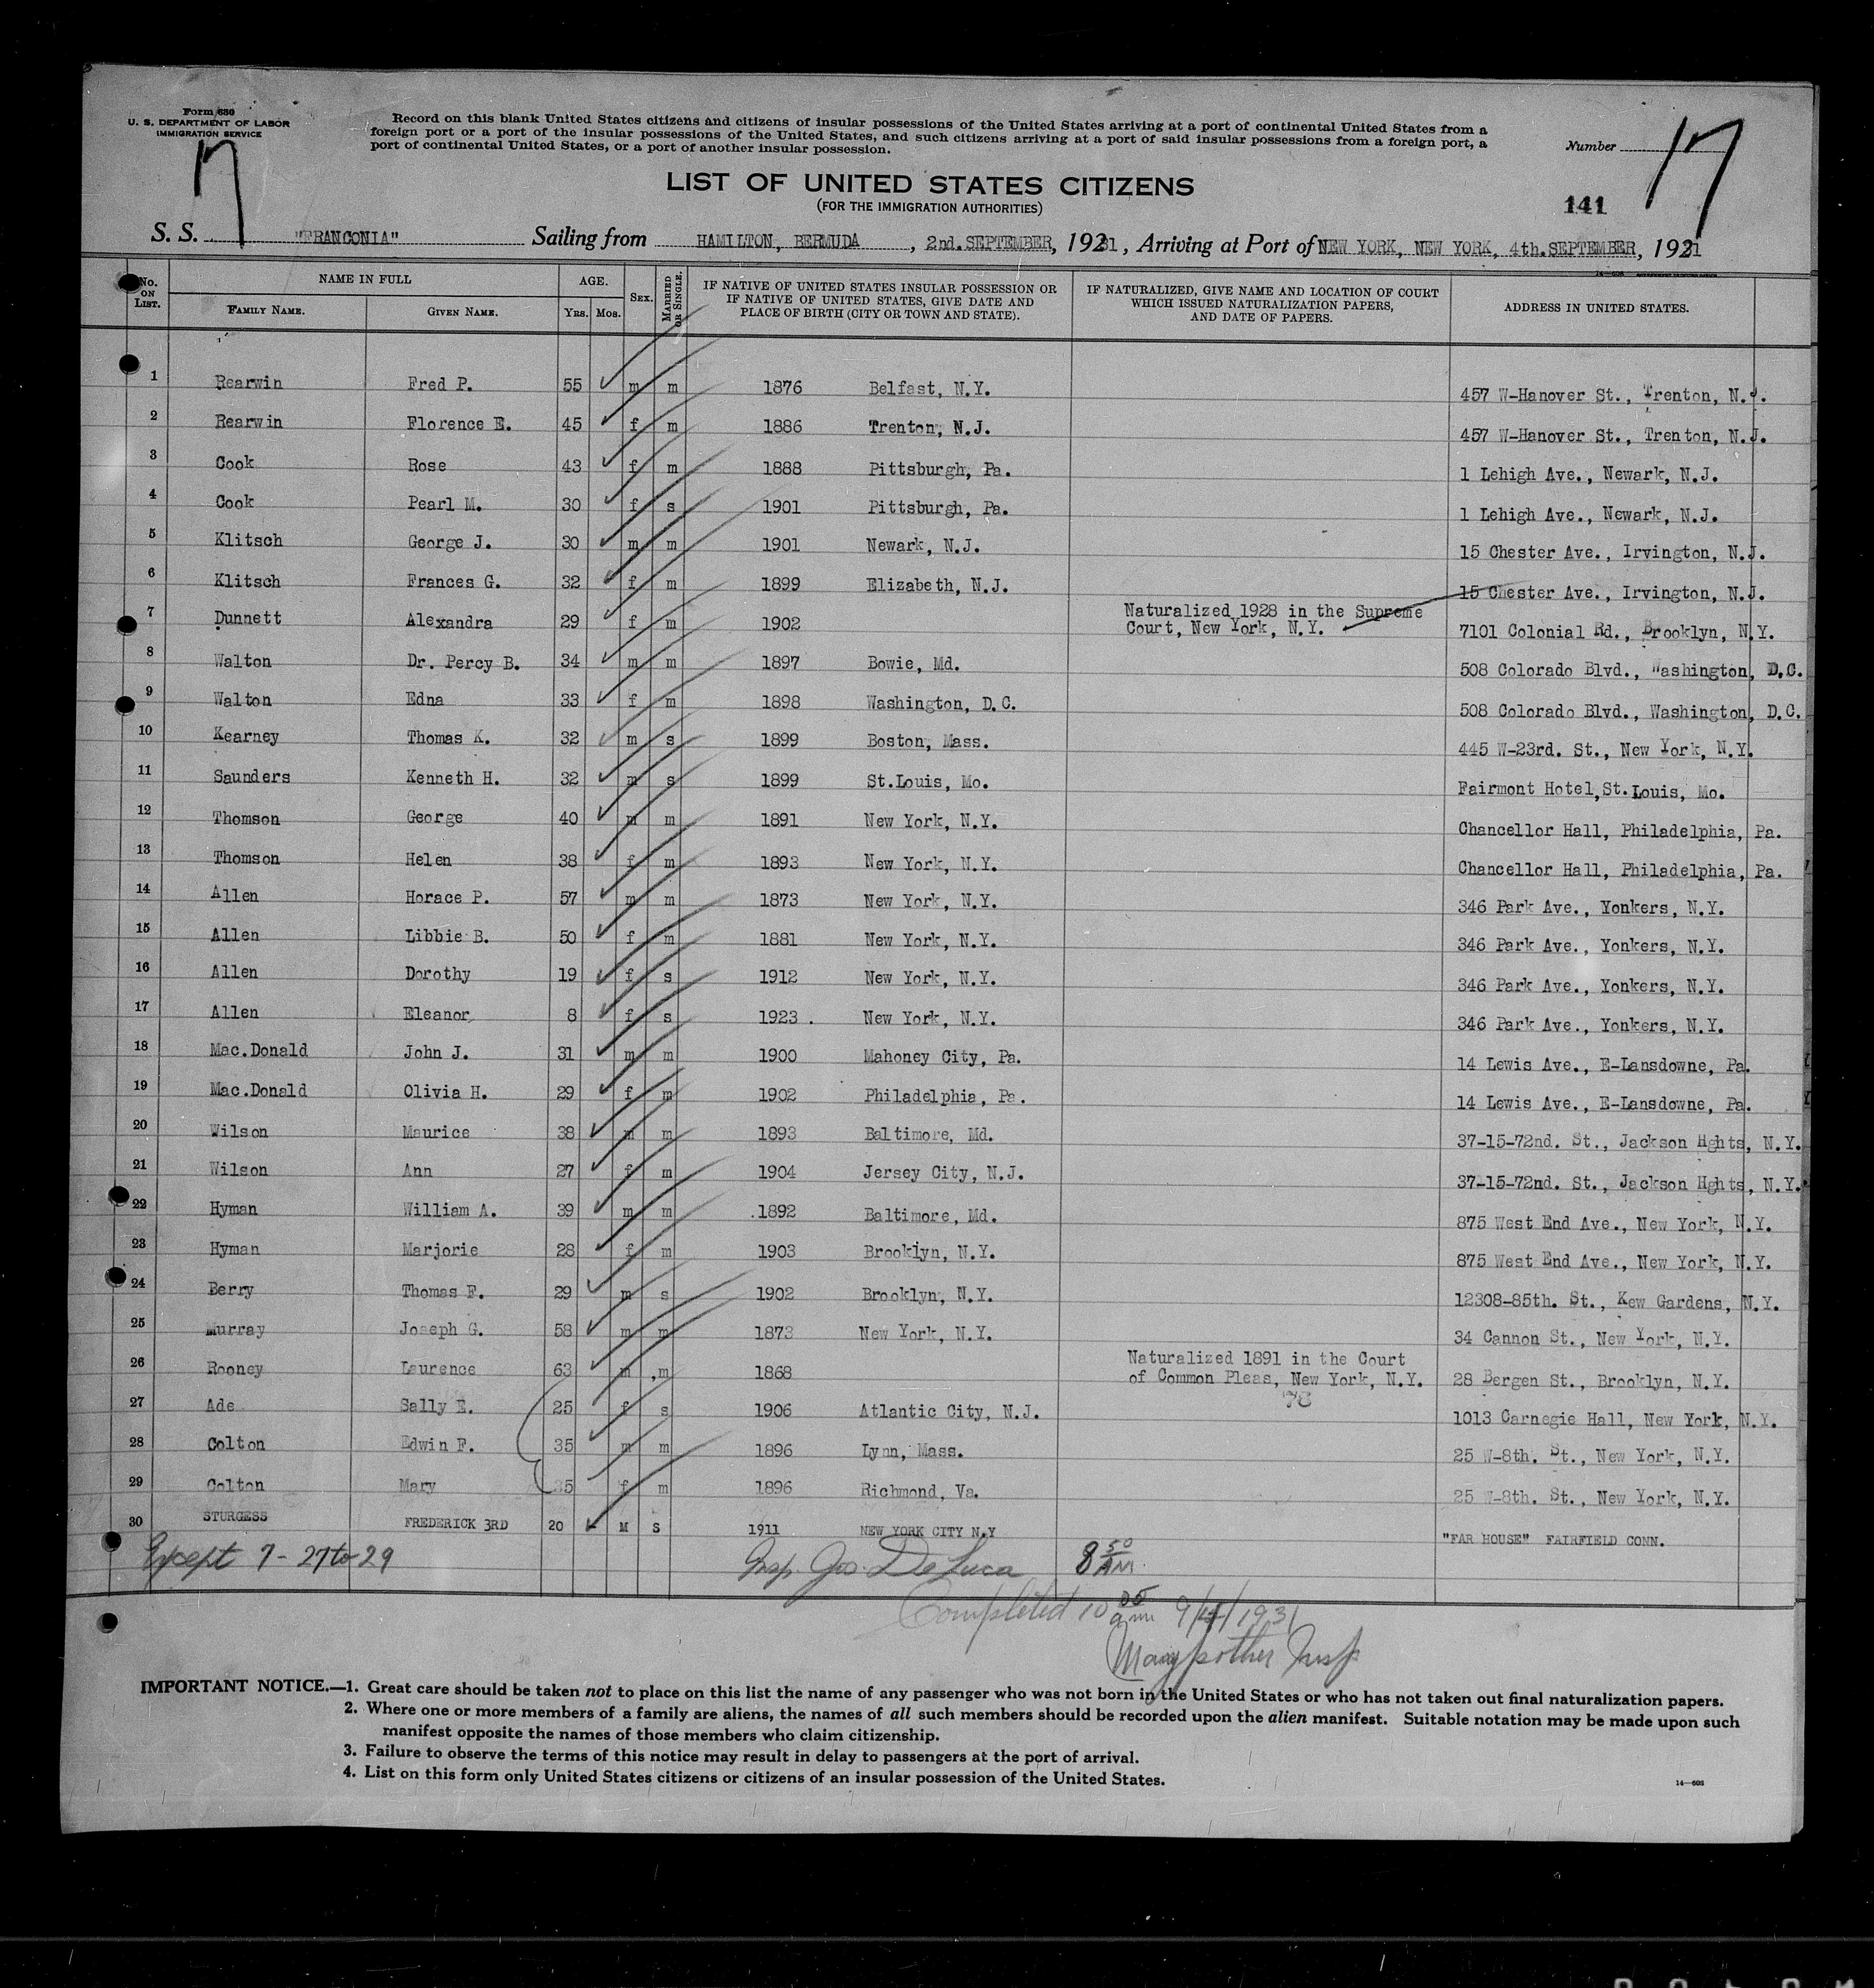 Form 630
U. S. DEPARTMENT OF LABOR
IMMIGRATION SERVICE
Record on this blank United States citizens and citizens of insular possessions of the United States arriving at a port of continental United States from a
foreign port or a port of the insular possessions of the United States, and such citizens arriving at a port of said insular possessions from a foreign port, a
port of continental United States, or a port of another insular possession.
Number 17
17
LIST OF UNITED STATES CITIZENS
(FOR THE IMMIGRATION AUTHORITIES)
141
S. S. "FRANCONIA" Sailing from HAMILTON, BERMUDA, 2nd. SEPTEMBER, 1931, Arriving at Port of NEW YORK, NEW YORK, 4th. SEPTEMBER, 1931
No. ON LIST. NAME IN FULL AGE. SEX. MARRIED OR SINGLE. IF NATIVE OF UNITED STATES INSULAR POSSESSION OR IF NATIVE OF UNITED STATES, GIVE DATE AND PLACE OF BIRTH (CITY OR TOWN AND STATE). IF NATURALIZED, GIVE NAME AND LOCATION OF COURT WHICH ISSUED NATURALIZATION PAPERS, AND DATE OF PAPERS. ADDRESS IN UNITED STATES.
FAMILY NAME. GIVEN NAME. YRS. MOS.
1 Rearwin Fred P. 55 m m 1876 Belfast, N.Y. 457 W-Hanover St., Trenton, N.J.
2 Rearwin Florence E. 45 f m 1886 Trenton, N.J. 457 W-Hanover St., Trenton, N.J.
3 Cook Rose 43 f m 1888 Pittsburgh, Pa. 1 Lehigh Ave., Newark, N.J.
4 Cook Pearl M. 30 f s 1901 Pittsburgh, Pa. 1 Lehigh Ave., Newark, N.J.
5 Klitsch George J. 30 m m 1901 Newark, N.J. 15 Chester Ave., Irvington, N.J.
6 Klitsch Frances G. 32 f m 1899 Elizabeth, N.J. 15 Chester Ave., Irvington, N.J.
7 Dunnett Alexandra 29 f m 1902 Naturalized 1928 in the Supreme Court, New York, N.Y. 7101 Colonial Rd., Brooklyn, N.Y.
8 Walton Dr. Percy B. 34 m m 1897 Bowie, Md. 508 Colorado Blvd., Washington, D.C.
9 Walton Edna 33 f m 1898 Washington, D.C. 508 Colorado Blvd., Washington, D.C.
10 Kearney Thomas K. 32 m s 1899 Boston, Mass. 445 W-23rd. St., New York, N.Y.
11 Saunders Kenneth H. 32 m s 1899 St.Louis, Mo. Fairmont Hotel, St.Louis, Mo.
12 Thomson George 40 m m 1891 New York, N.Y. Chancellor Hall, Philadelphia, Pa.
13 Thomson Helen 38 f m 1893 New York, N.Y. Chancellor Hall, Philadelphia, Pa.
14 Allen Horace P. 57 m m 1873 New York, N.Y. 346 Park Ave., Yonkers, N.Y.
15 Allen Libbie B. 50 f m 1881 New York, N.Y. 346 Park Ave., Yonkers, N.Y.
16 Allen Dorothy 19 f s 1912 New York, N.Y. 346 Park Ave., Yonkers, N.Y.
17 Allen Eleanor 8 f s 1923 . New York, N.Y. 346 Park Ave., Yonkers, N.Y.
18 Mac.Donald John J. 31 m m 1900 Mahoney City, Pa. 14 Lewis Ave., E-Lansdowne, Pa.
19 Mac.Donald Olivia H. 29 f m 1902 Philadelphia, Pa. 14 Lewis Ave., E-Lansdowne, Pa.
20 Wilson Maurice 38 m m 1893 Baltimore, Md. 37-15-72nd. St., Jackson Hghts, N.Y.
21 Wilson Ann 27 f m 1904 Jersey City, N.J. 37-15-72nd. St., Jackson Hghts, N.Y.
22 Hyman William A. 39 m m .1892 Baltimore, Md. 875 West End Ave., New York, N.Y.
23 Hyman Marjorie 28 f m 1903 Brooklyn, N.Y. 875 West End Ave., New York, N.Y.
24 Berry Thomas F. 29 m s 1902 Brooklyn, N.Y. 12308-85th. St., Kew Gardens, N.Y.
25 Murray Joseph G. 58 m m 1873 New York, N.Y. 34 Cannon St., New York, N.Y.
26 Rooney Laurence 63 m m 1868 Naturalized 1891 in the Court of Common Pleas, New York, N.Y. 28 Bergen St., Brooklyn, N.Y.
78
27 Ade Sally E. 25 f s 1906 Atlantic City, N.J. 1013 Carnegie Hall, New York, N.Y.
28 Colton Edwin F. 35 m m 1896 Lynn, Mass. 25 W-8th. St., New York, N.Y.
29 Colton Mary 35 f m 1896 Richmond, Va. 25 W-8th. St., New York, N.Y.
30 STURGESS FREDERICK 3RD 20 M S 1911 NEW YORK CITY N.Y "FAR HOUSE" FAIRFIELD CONN.
Except 7 - 27 to 29 Insp. Jos. DeLuca 8 50 AM
Completed 10 05 am 9/4/1931
Maypother Insp
IMPORTANT NOTICE.—1. Great care should be taken not to place on this list the name of any passenger who was not born in the United States or who has not taken out final naturalization papers.
2. Where one or more members of a family are aliens, the names of all such members should be recorded upon the alien manifest. Suitable notation may be made upon such
manifest opposite the names of those members who claim citizenship.
3. Failure to observe the terms of this notice may result in delay to passengers at the port of arrival.
4. List on this form only United States citizens or citizens of an insular possession of the United States.
14—608